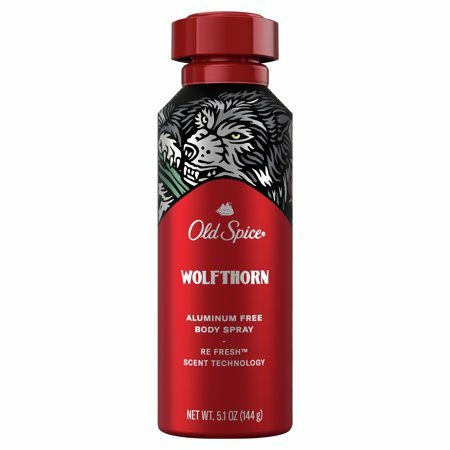 Old Spice®
WOLFTHORN
ALUMINUM FREE
BODY SPRAY
-
RE FRESH™
SCENT TECHNOLOGY
NET WT. 5.1 OZ (144 g)